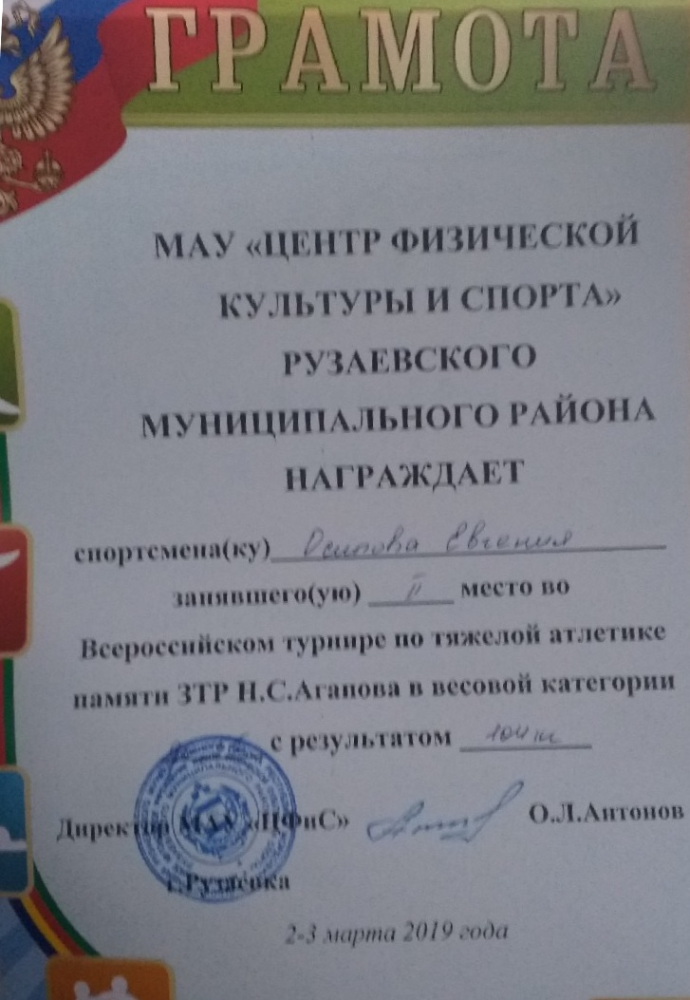 ГРАМОТА
МАУ «ЦЕНТР ФИЗИЧЕСКОЙ
КУЛЬТУРЫ И СПОРТА»
РУЗАЕВСКОГО
МУНИЦИПАЛЬНОГО РАЙОНА
НАГРАЖДАЕТ
спортсмена(ку) Осипова Евгения
занявшего(ую) II место во
Всероссийском турнире по тяжелой атлетике
памяти ЗТР Н.С.Агапова в весовой категории
с результатом 104 кг
Директор МАУ «ЦФиС» О.Л.Антонов
г.Рузаевка
2-3 марта 2019 года